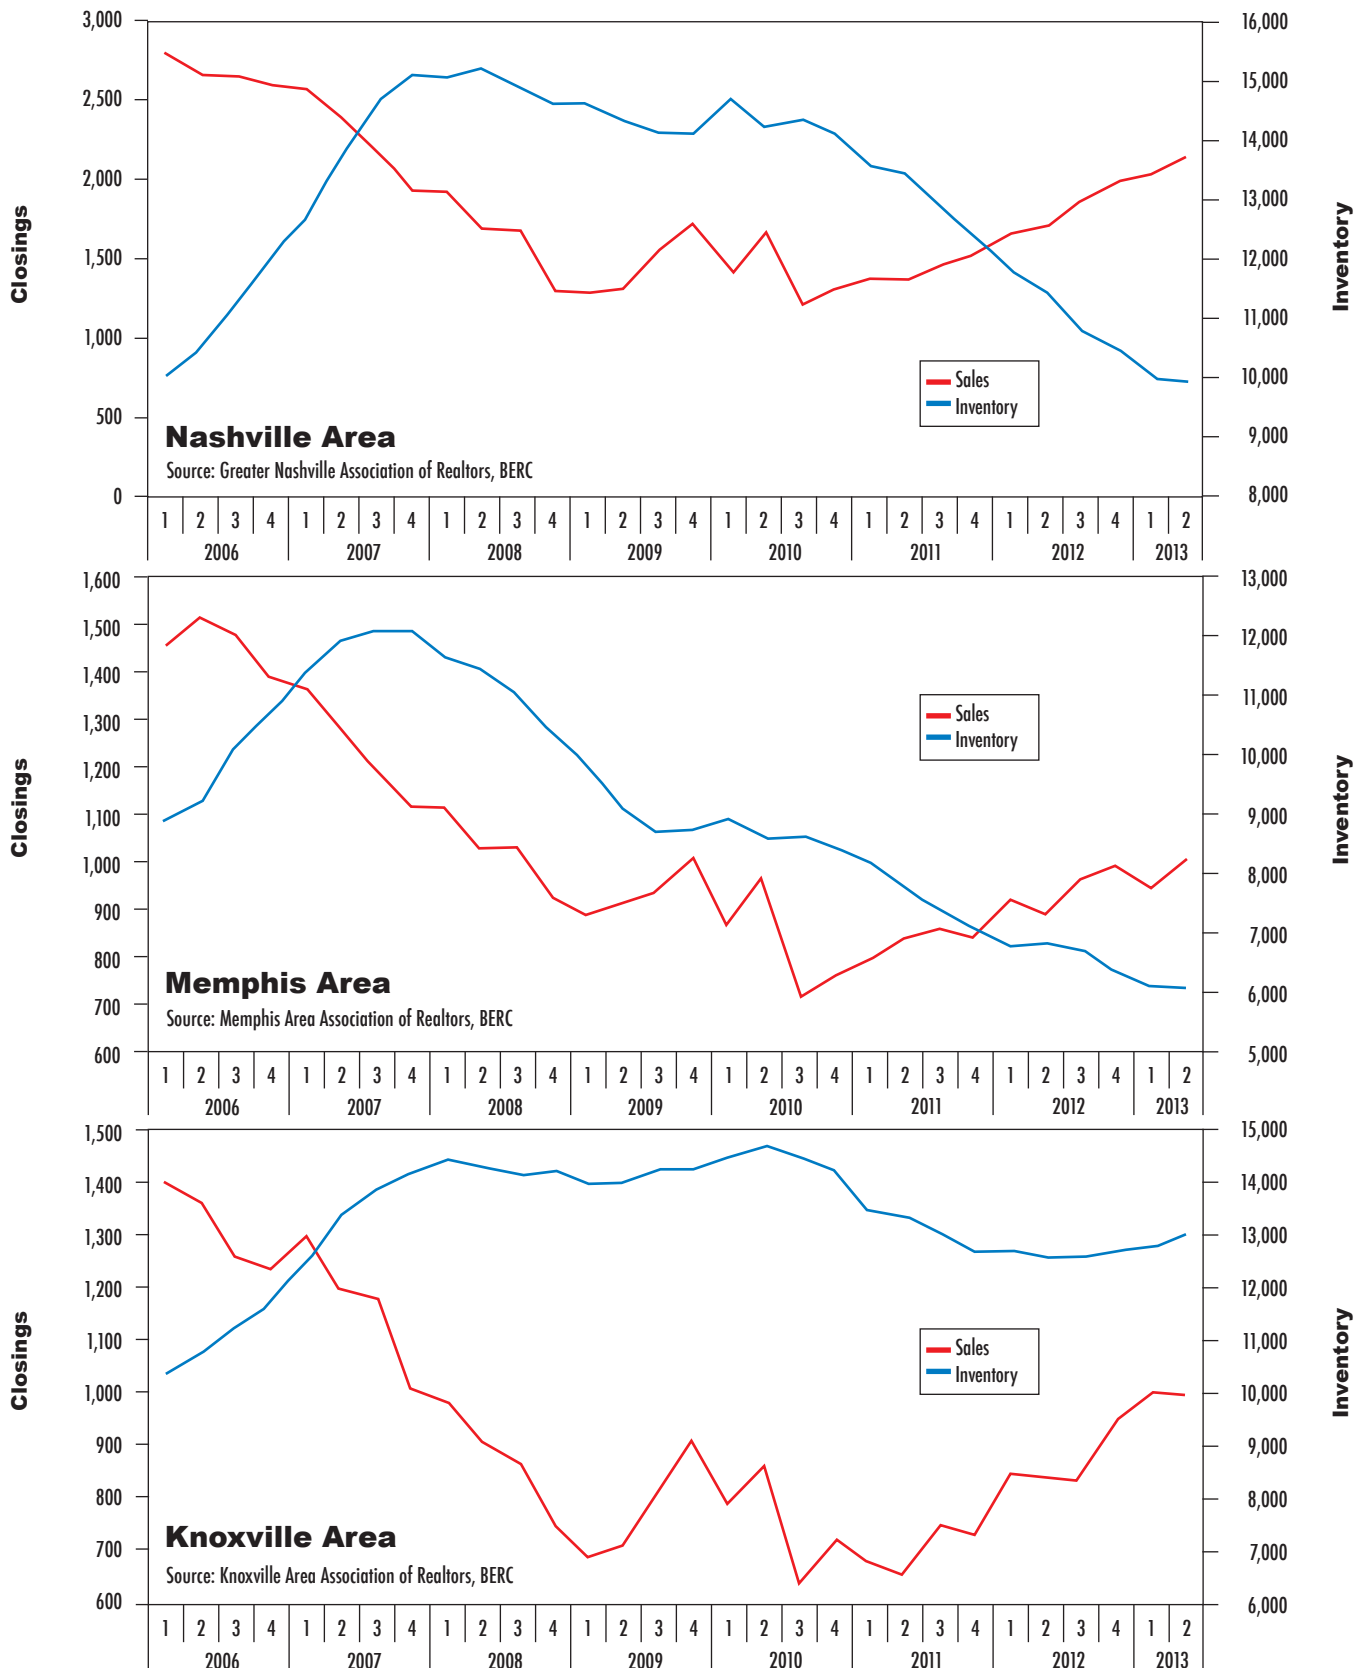 3,000
2,500
2,000
1,500
1,000
500
0
Closings
16,000
15,000
14,000
13,000
12,000
11,000
10,000
9,000
8,000
Inventory
Sales
Inventory
Nashville Area
Source: Greater Nashville Association of Realtors, BERC
1 2 3 4 1 2 3 4 1 2 3 4 1 2 3 4 1 2 3 4 1 2 3 4 1 2 3 4 1 2
2006 2007 2008 2009 2010 2011 2012 2013
1,600
1,500
1,400
1,300
1,200
1,100
1,000
900
800
700
600
Closings
13,000
12,000
11,000
10,000
9,000
8,000
7,000
6,000
5,000
Inventory
Sales
Inventory
Memphis Area
Source: Memphis Area Association of Realtors, BERC
1 2 3 4 1 2 3 4 1 2 3 4 1 2 3 4 1 2 3 4 1 2 3 4 1 2 3 4 1 2
2006 2007 2008 2009 2010 2011 2012 2013
1,500
1,400
1,300
1,200
1,100
1,000
900
800
700
600
Closings
15,000
14,000
13,000
12,000
11,000
10,000
9,000
8,000
7,000
6,000
Inventory
Sales
Inventory
Knoxville Area
Source: Knoxville Area Association of Realtors, BERC
1 2 3 4 1 2 3 4 1 2 3 4 1 2 3 4 1 2 3 4 1 2 3 4 1 2 3 4 1 2
2006 2007 2008 2009 2010 2011 2012 2013